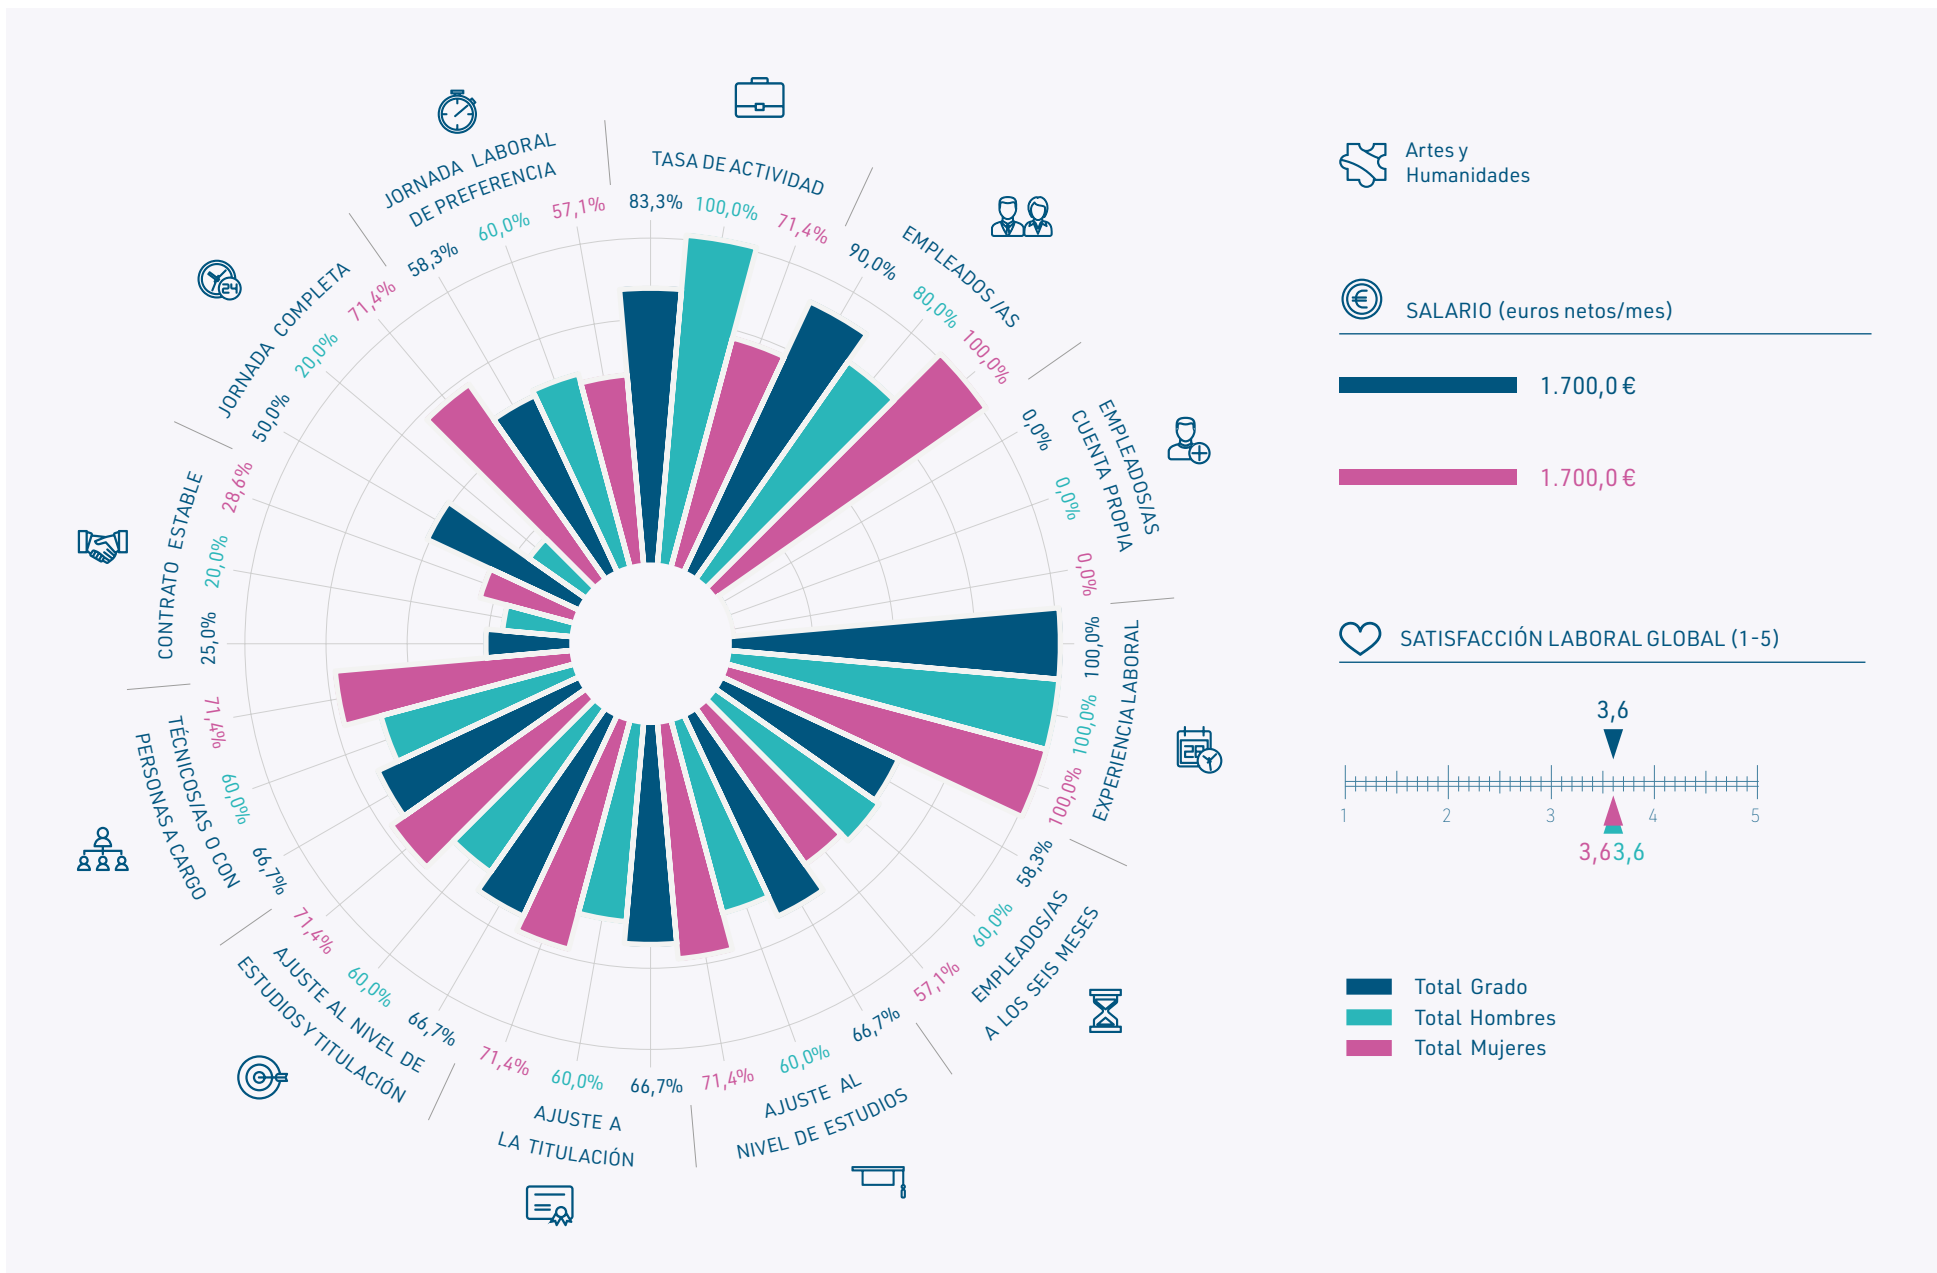 TASA DE ACTIVIDAD
83,3%
100,0%
71,4%
EMPLEADOS /AS
90,0%
80,0%
100,0%
EMPLEADOS/AS
CUENTA PROPIA
0,0%
0,0%
0,0%
EXPERIENCIA LABORAL
100,0%
100,0%
100,0%
EMPLEADOS/AS
A LOS SEIS MESES
58,3%
60,0%
57,1%
AJUSTE AL
NIVEL DE ESTUDIOS
66,7%
60,0%
71,4%
AJUSTE A
LA TITULACIÓN
66,7%
60,0%
71,4%
AJUSTE AL NIVEL DE
ESTUDIOS Y TITULACIÓN
66,7%
60,0%
71,4%
TÉCNICOS/AS O CON
PERSONAS A CARGO
66,7%
60,0%
71,4%
CONTRATO ESTABLE
25,0%
20,0%
28,6%
JORNADA COMPLETA
50,0%
20,0%
71,4%
JORNADA LABORAL
DE PREFERENCIA
58,3%
60,0%
57,1%
24
28
Artes y
Humanidades
€
SALARIO (euros netos/mes)
1.700,0 €
1.700,0 €
SATISFACCIÓN LABORAL GLOBAL (1-5)
3,6
1 2 3 4 5
3,6 3,6
Total Grado
Total Hombres
Total Mujeres